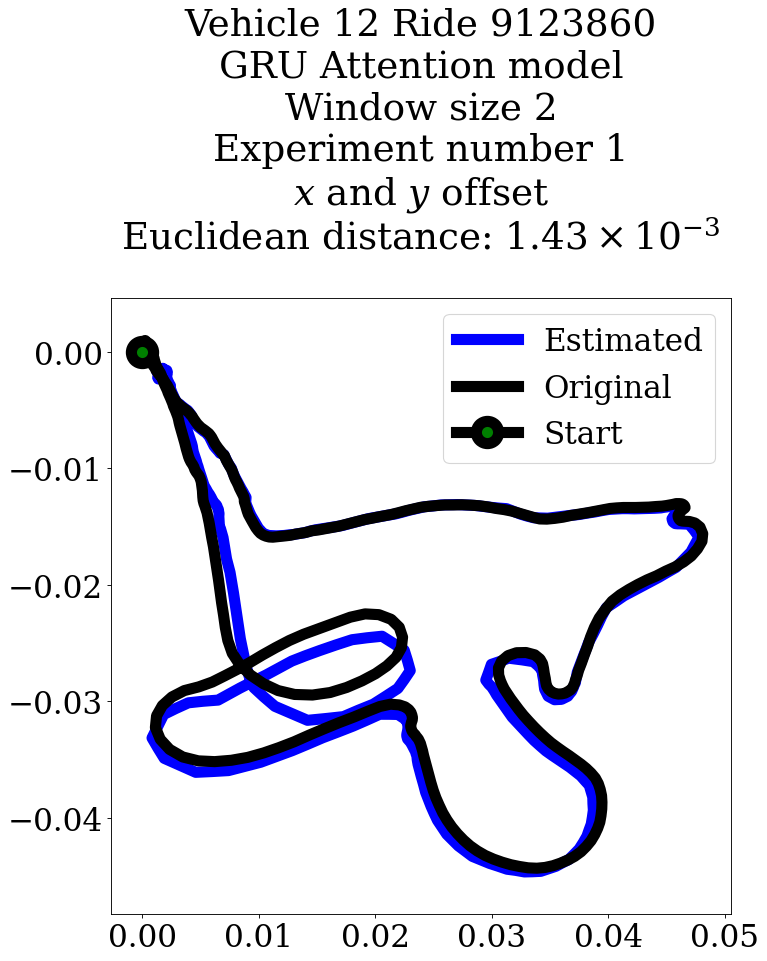 Vehicle 12 Ride 9123860
GRU Attention model
Window size 2
Experiment number 1
x and y offset
Euclidean distance: 1.43 × 10⁻³
Estimated
Original
Start
0.00
−0.01
−0.02
−0.03
−0.04
0.00 0.01 0.02 0.03 0.04 0.05